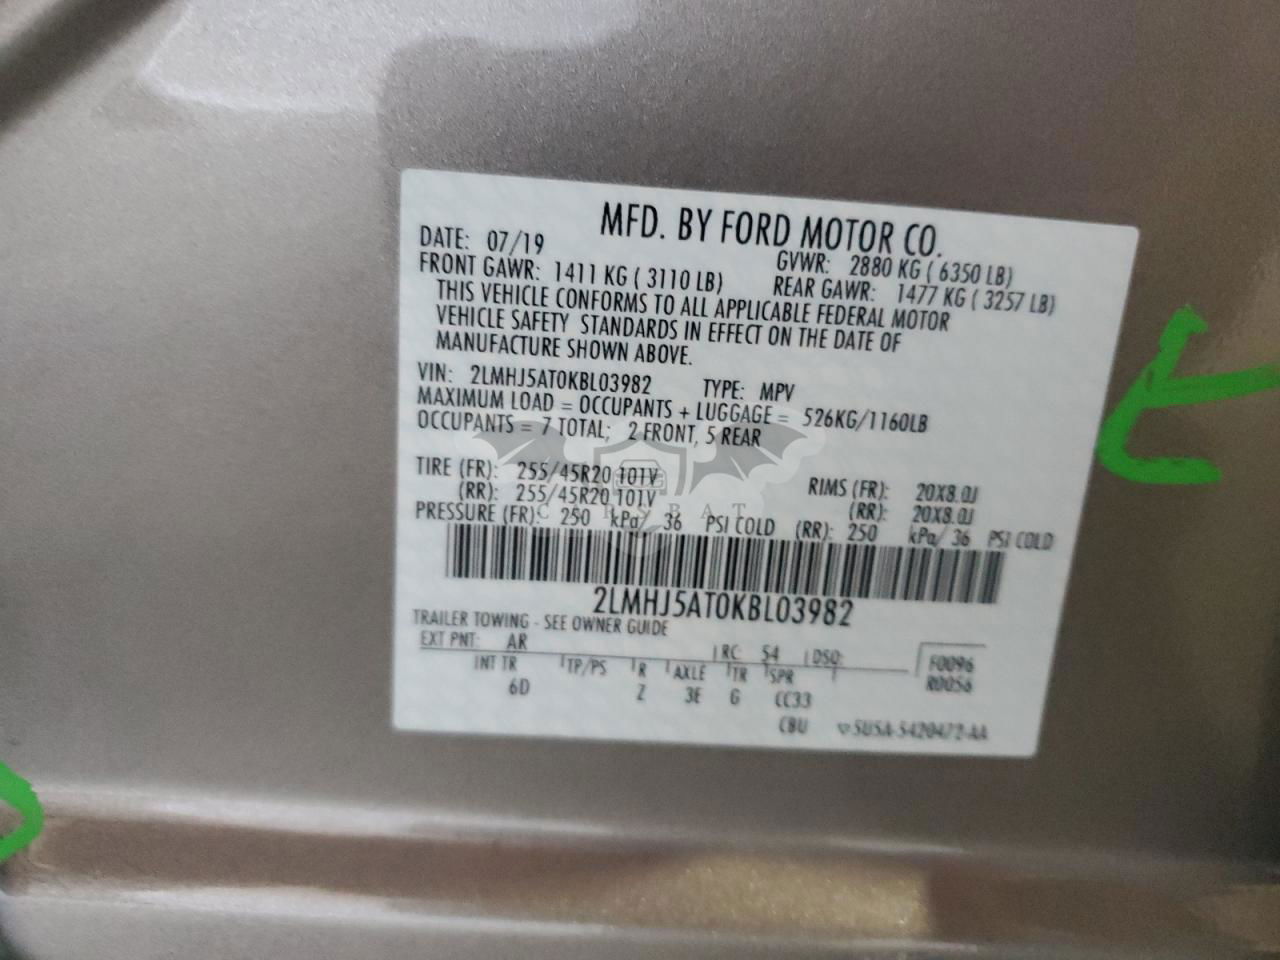 MFD. BY FORD MOTOR CO.
DATE: 07/19 GVWR: 2880 KG ( 6350 LB)
FRONT GAWR: 1411 KG ( 3110 LB) REAR GAWR: 1477 KG ( 3257 LB)
THIS VEHICLE CONFORMS TO ALL APPLICABLE FEDERAL MOTOR
VEHICLE SAFETY STANDARDS IN EFFECT ON THE DATE OF
MANUFACTURE SHOWN ABOVE.
VIN: 2LMHJ5AT0KBL03982 TYPE: MPV
MAXIMUM LOAD = OCCUPANTS + LUGGAGE = 526KG/1160LB
OCCUPANTS = 7 TOTAL; 2 FRONT, 5 REAR
TIRE (FR): 255/45R20 101V RIMS (FR): 20X8.0J
(RR): 255/45R20 101V (RR): 20X8.0J
CARSBAT
PRESSURE (FR): 250 kPa/ 36 PSI COLD (RR): 250 kPa/ 36 PSI COLD
2LMHJ5AT0KBL03982
TRAILER TOWING - SEE OWNER GUIDE
EXT PNT: AR RC: 54 DSO: F0096
INT TR TP/PS R AXLE TR SPR R0056
6D Z 3E G CC33
CBU 5U5A-5420472-AA